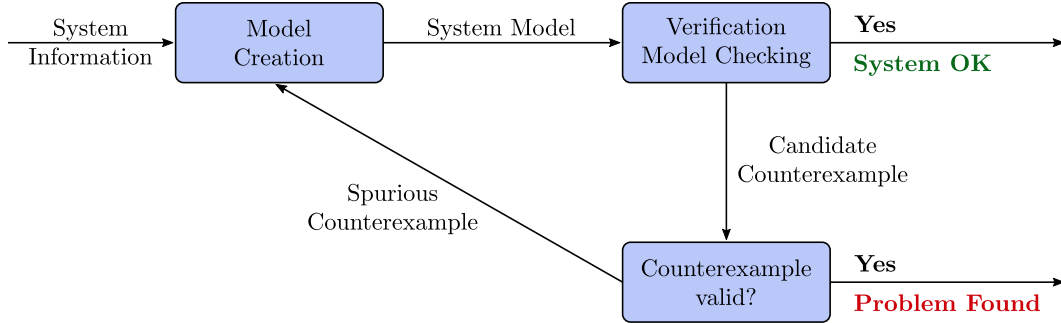 System
Information
Model
Creation
System Model
Verification
Model Checking
Yes
System OK
Candidate
Counterexample
Spurious
Counterexample
Counterexample
valid?
Yes
Problem Found